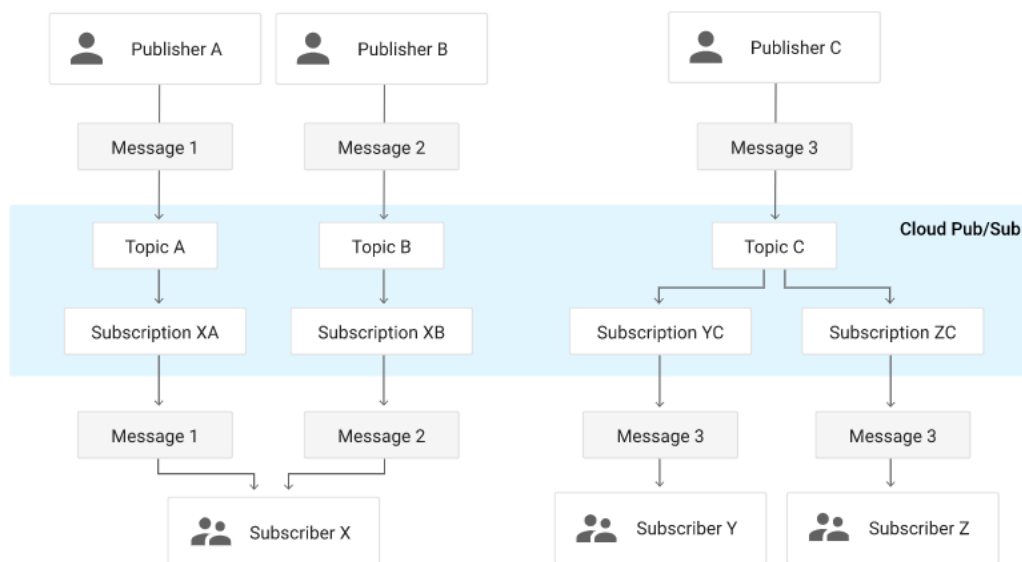 Publisher A
Publisher B
Publisher C
Message 1
Message 2
Message 3
Cloud Pub/Sub
Topic A
Topic B
Topic C
Subscription XA
Subscription XB
Subscription YC
Subscription ZC
Message 1
Message 2
Message 3
Message 3
Subscriber X
Subscriber Y
Subscriber Z